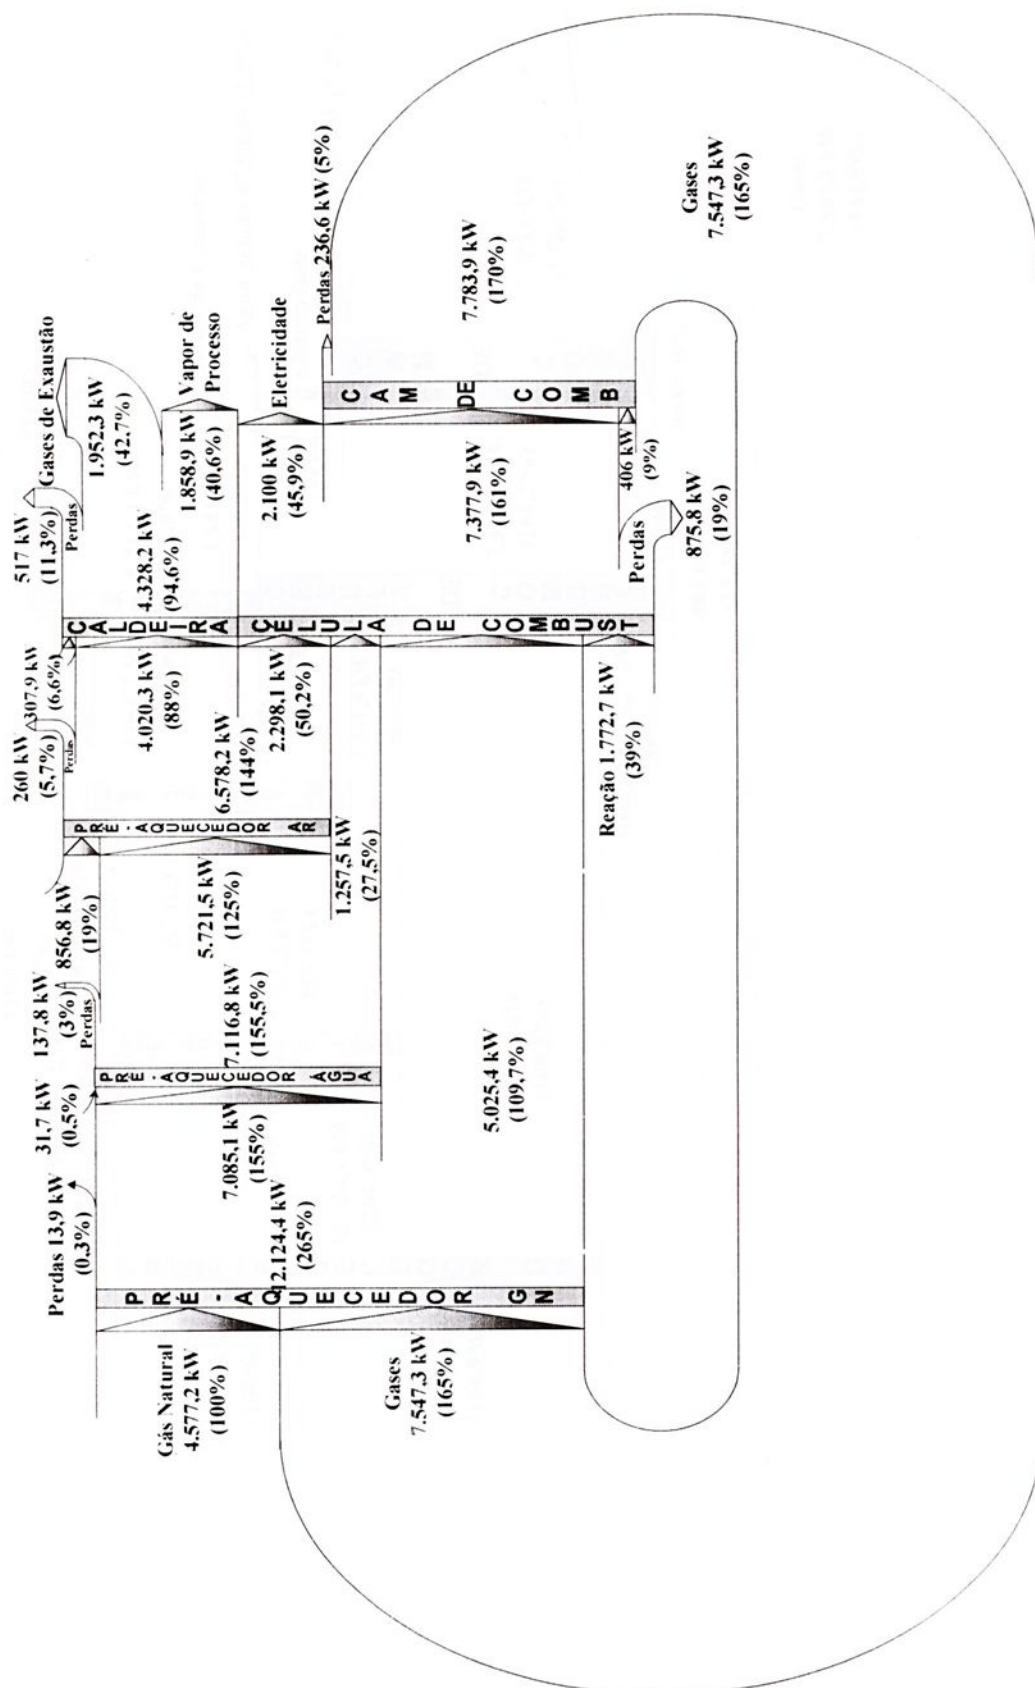 Gás Natural
4.577,2 kW
(100%)
Gases
7.547,3 kW
(165%)
PRÉ-AQUECEDOR GN
12.124,4 kW
(265%)
Perdas 13,9 kW
(0.3%)
7.085,1 kW
(155%)
31,7 kW
(0.5%)
PRÉ-AQUECEDOR ÁGUA
7.116,8 kW
(155,5%)
137,8 kW
(3%)
Perdas
5.025,4 kW
(109,7%)
856,8 kW
(19%)
5.721,5 kW
(125%)
PRÉ-AQUECEDOR AR
1.257,5 kW
(27,5%)
6.578,2 kW
(144%)
260 kW
(5,7%)
Perdas
307,9 kW
(6,6%)
4.020,3 kW
(88%)
2.298,1 kW
(50,2%)
Reação 1.772,7 kW
(39%)
CALDEIRA
CÉLULA DE COMBUST
4.328,2 kW
(94.6%)
517 kW
(11,3%)
Perdas
Gases de Exaustão
1.952,3 kW
(42,7%)
Vapor de
Processo
1.858,9 kW
(40,6%)
Eletricidade
2.100 kW
(45,9%)
7.377,9 kW
(161%)
406 kW
(9%)
Perdas
875,8 kW
(19%)
CAM DE COMB
Perdas 236,6 kW (5%)
7.783,9 kW
(170%)
Gases
7.547,3 kW
(165%)